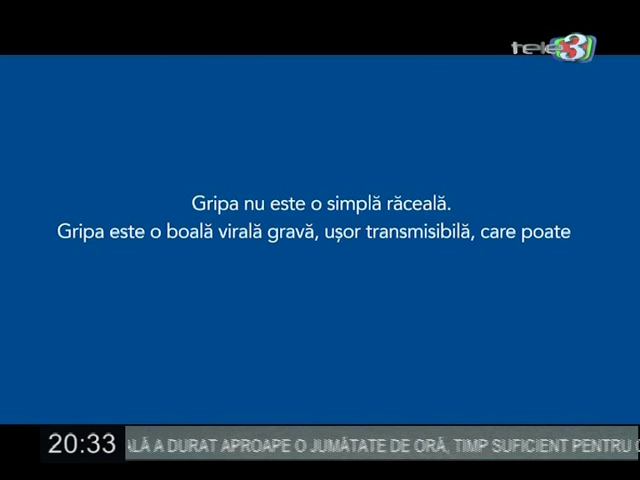 tele3
Gripa nu este o simplă răceală.
Gripa este o boală virală gravă, ușor transmisibilă, care poate
20:33
ALĂ A DURAT APROAPE O JUMĂTATE DE ORĂ, TIMP SUFICIENT PENTRU